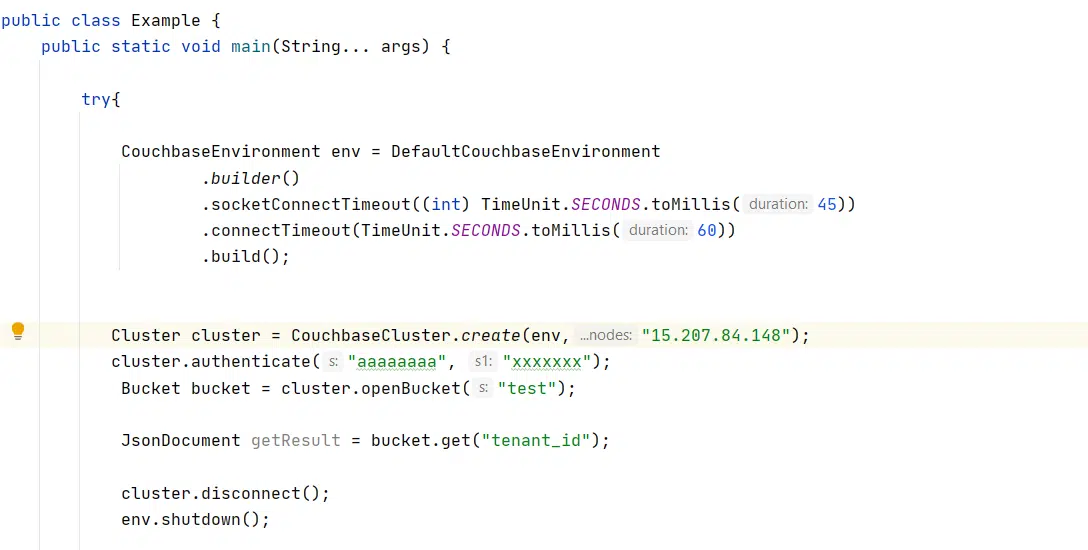 public class Example {
public static void main(String... args) {
try{
CouchbaseEnvironment env = DefaultCouchbaseEnvironment
.builder()
.socketConnectTimeout((int) TimeUnit.SECONDS.toMillis( duration: 45))
.connectTimeout(TimeUnit.SECONDS.toMillis( duration: 60))
.build();
Cluster cluster = CouchbaseCluster.create(env, ...nodes: "15.207.84.148");
cluster.authenticate( s: "aaaaaaaa", s1: "xxxxxxx");
Bucket bucket = cluster.openBucket( s: "test");
JsonDocument getResult = bucket.get("tenant_id");
cluster.disconnect();
env.shutdown();